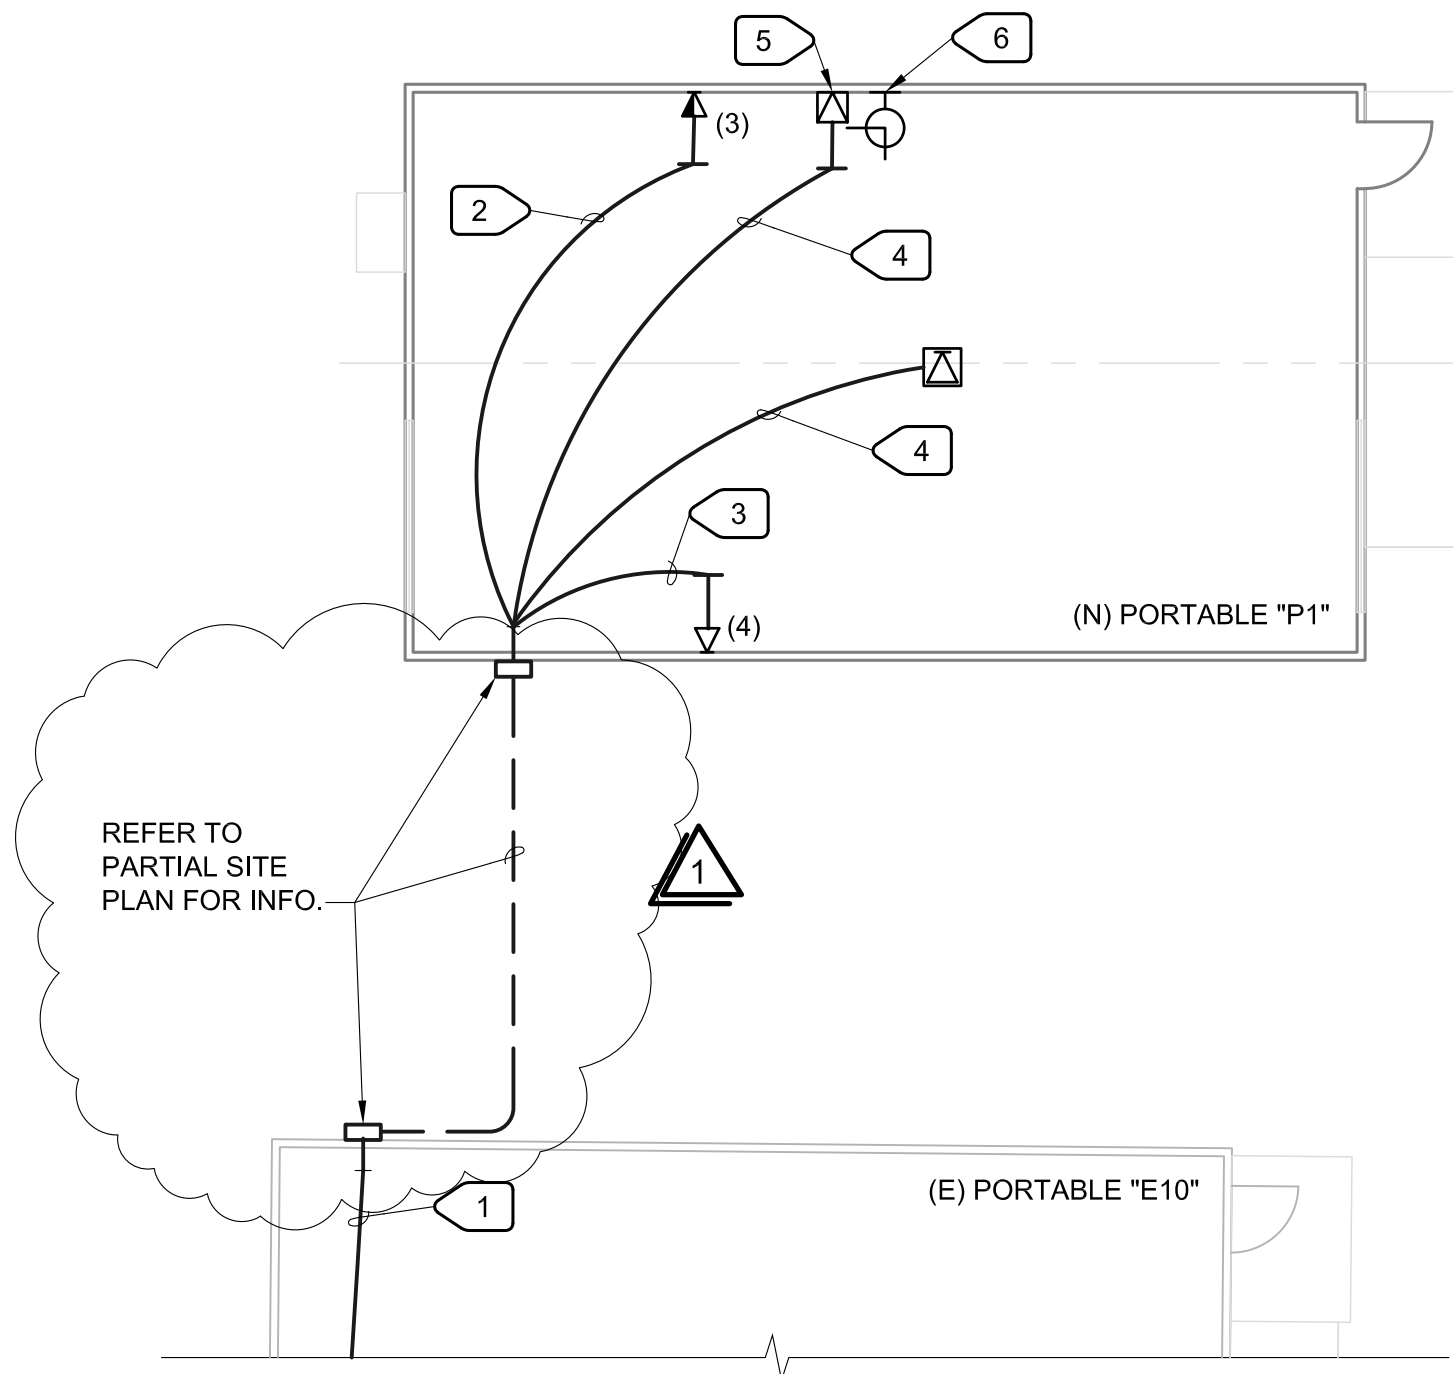 5
6
(3)
2
4
4
3
(4)
(N) PORTABLE "P1"
REFER TO
PARTIAL SITE
PLAN FOR INFO.
1
(E) PORTABLE "E10"
1